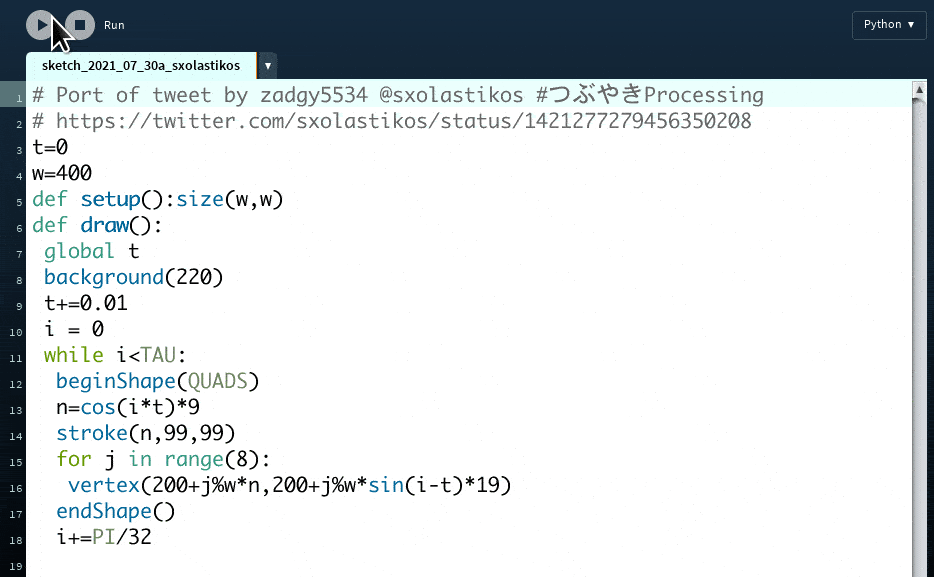 Run
Python ▼
sketch_2021_07_30a_sxolastikos ▼
1 # Port of tweet by zadgy5534 @sxolastikos #つぶやきProcessing
2 # https://twitter.com/sxolastikos/status/1421277279456350208
3 t=0
4 w=400
5 def setup():size(w,w)
6 def draw():
7  global t
8  background(220)
9  t+=0.01
10  i = 0
11  while i<TAU:
12   beginShape(QUADS)
13   n=cos(i*t)*9
14   stroke(n,99,99)
15   for j in range(8):
16    vertex(200+j%w*n,200+j%w*sin(i-t)*19)
17   endShape()
18   i+=PI/32
19